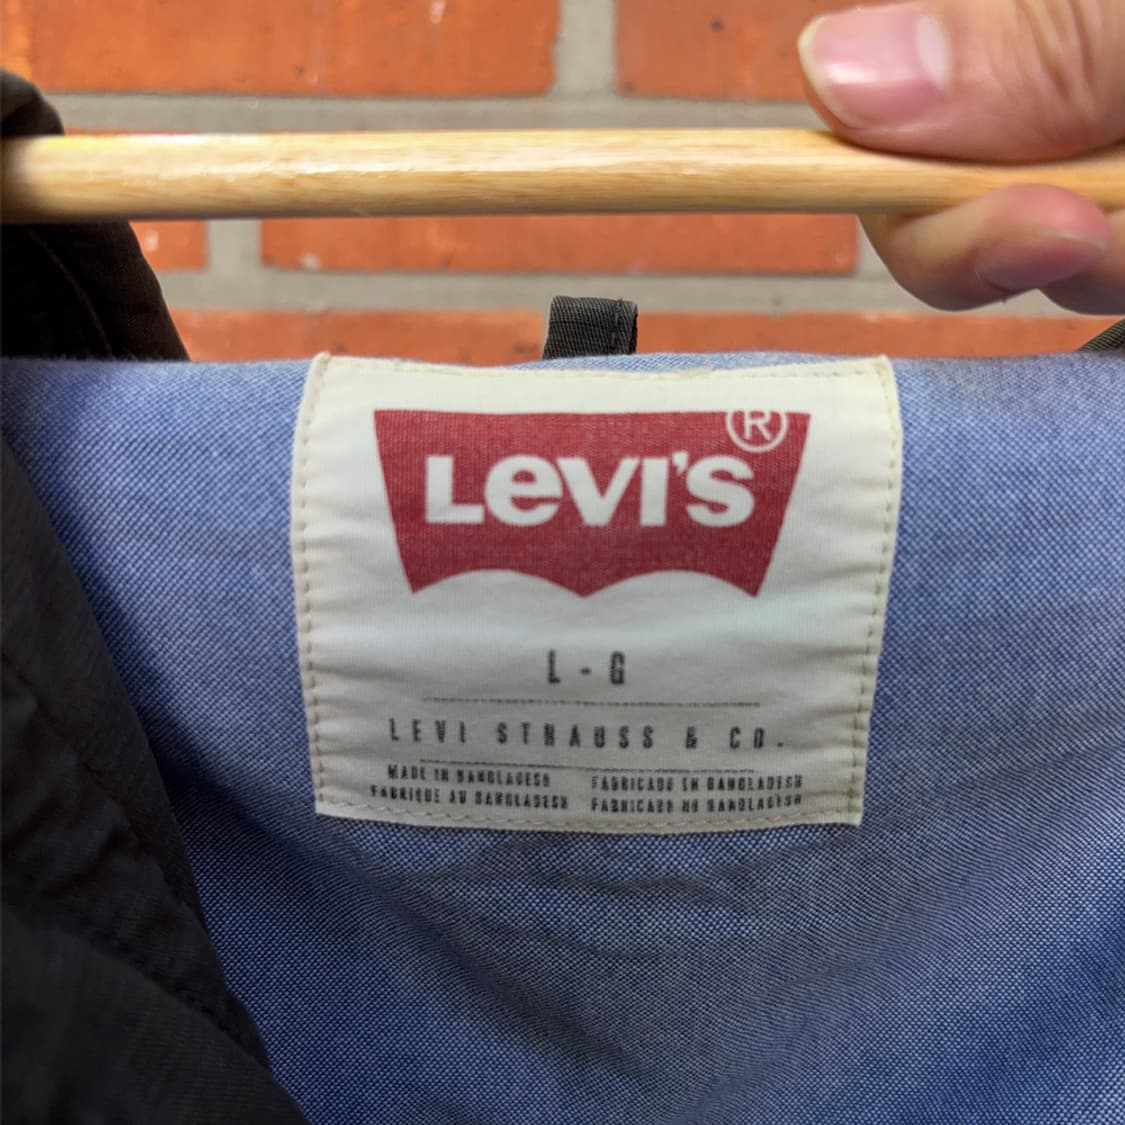 LEVI'S ®
L - G
LEVI STRAUSS & CO.
MADE IN BANGLADESH FABRICADO EN BANGLADESH
FABRIQUE AU BANGLADESH FABRICADO NO BANGLADESH